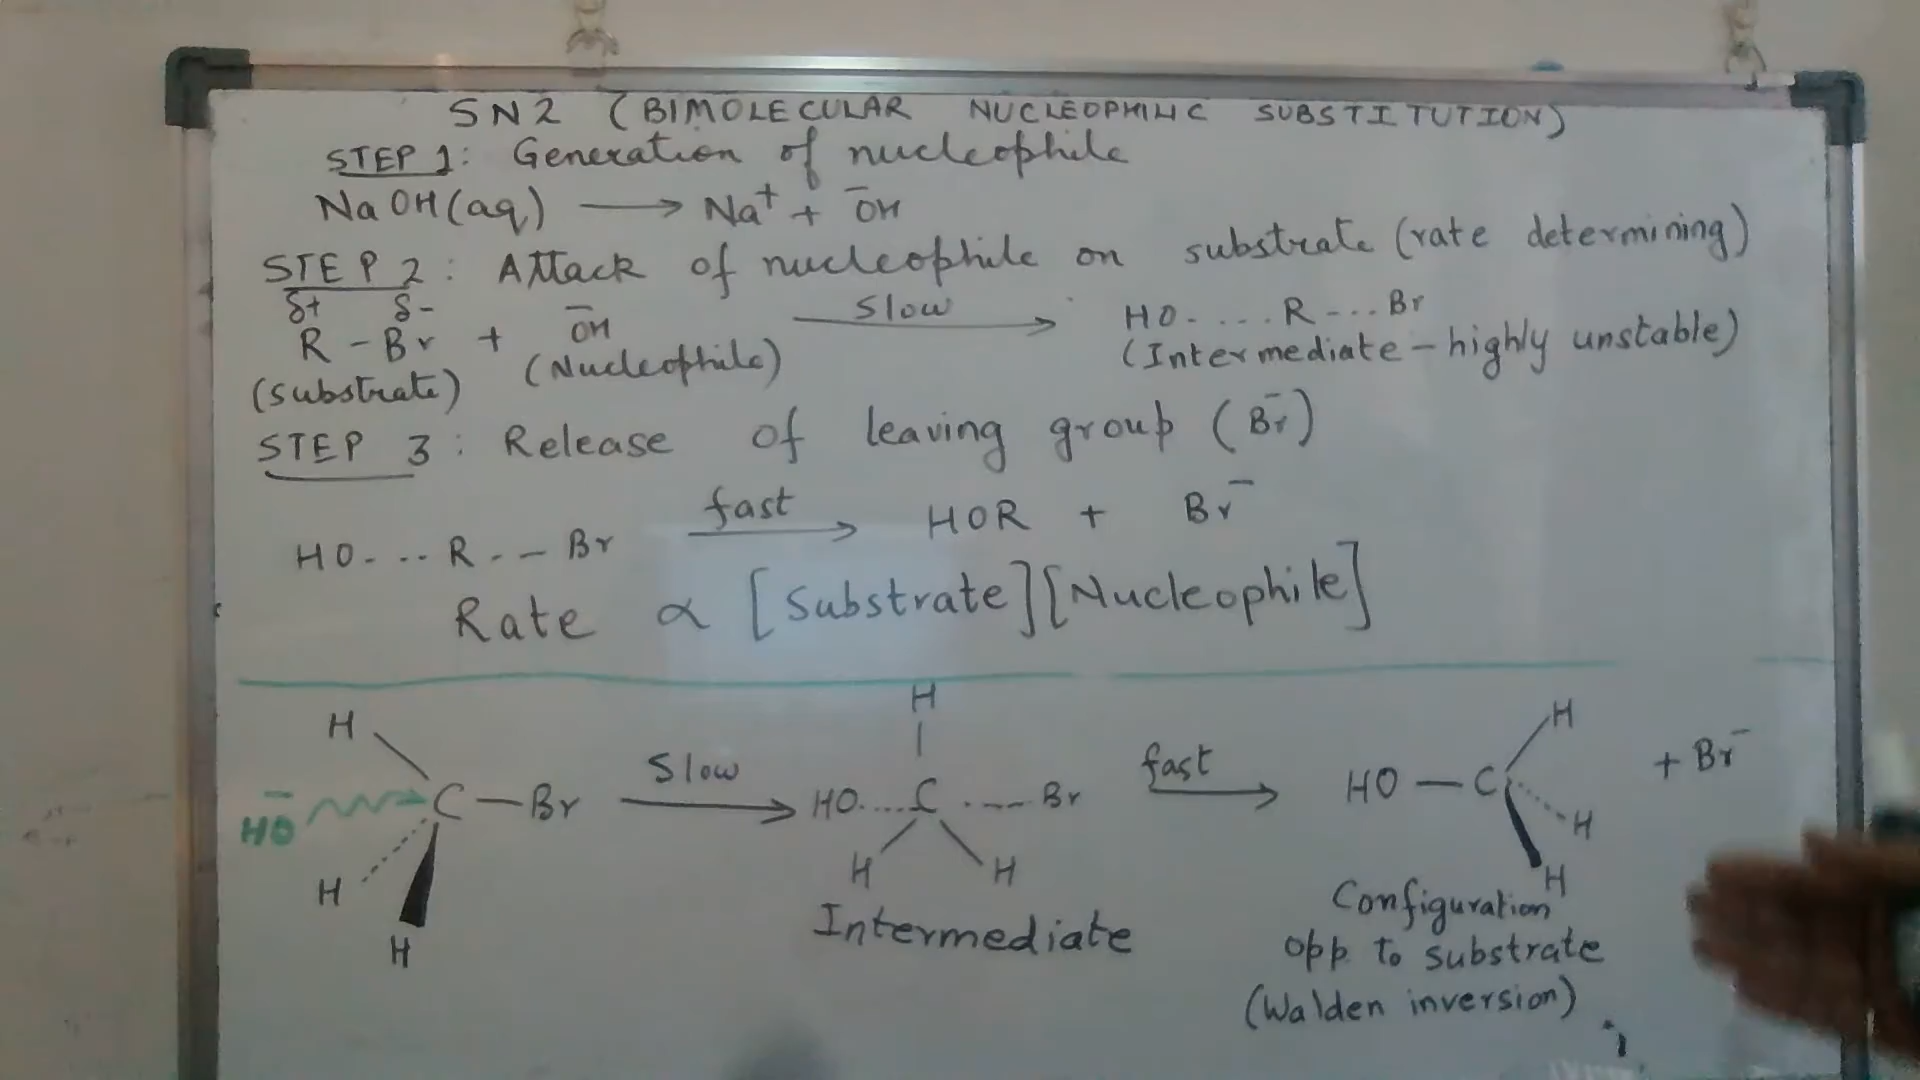 SN2 (BIMOLECULAR NUCLEOPHILIC SUBSTITUTION)
STEP 1: Generation of nucleophile
NaOH(aq) ⟶ Na⁺ + ⁻OH
STEP 2: Attack of nucleophile on substrate (rate determining)
δ+ δ-
R - Br + ⁻OH Slow ⟶ HO.....R---...Br
(substrate) (Nucleophile) (Intermediate - highly unstable)
STEP 3: Release of leaving group (Br⁻)
HO-...R.-- Br fast ⟶ HOR + Br⁻
Rate ∝ [Substrate][Nucleophile]
H H H
HO⁻ C — Br Slow ⟶ HO....C.---Br fast ⟶ HO — C + Br⁻
H H H H
H H
Intermediate
Configuration
opp. to substrate
(Walden inversion)